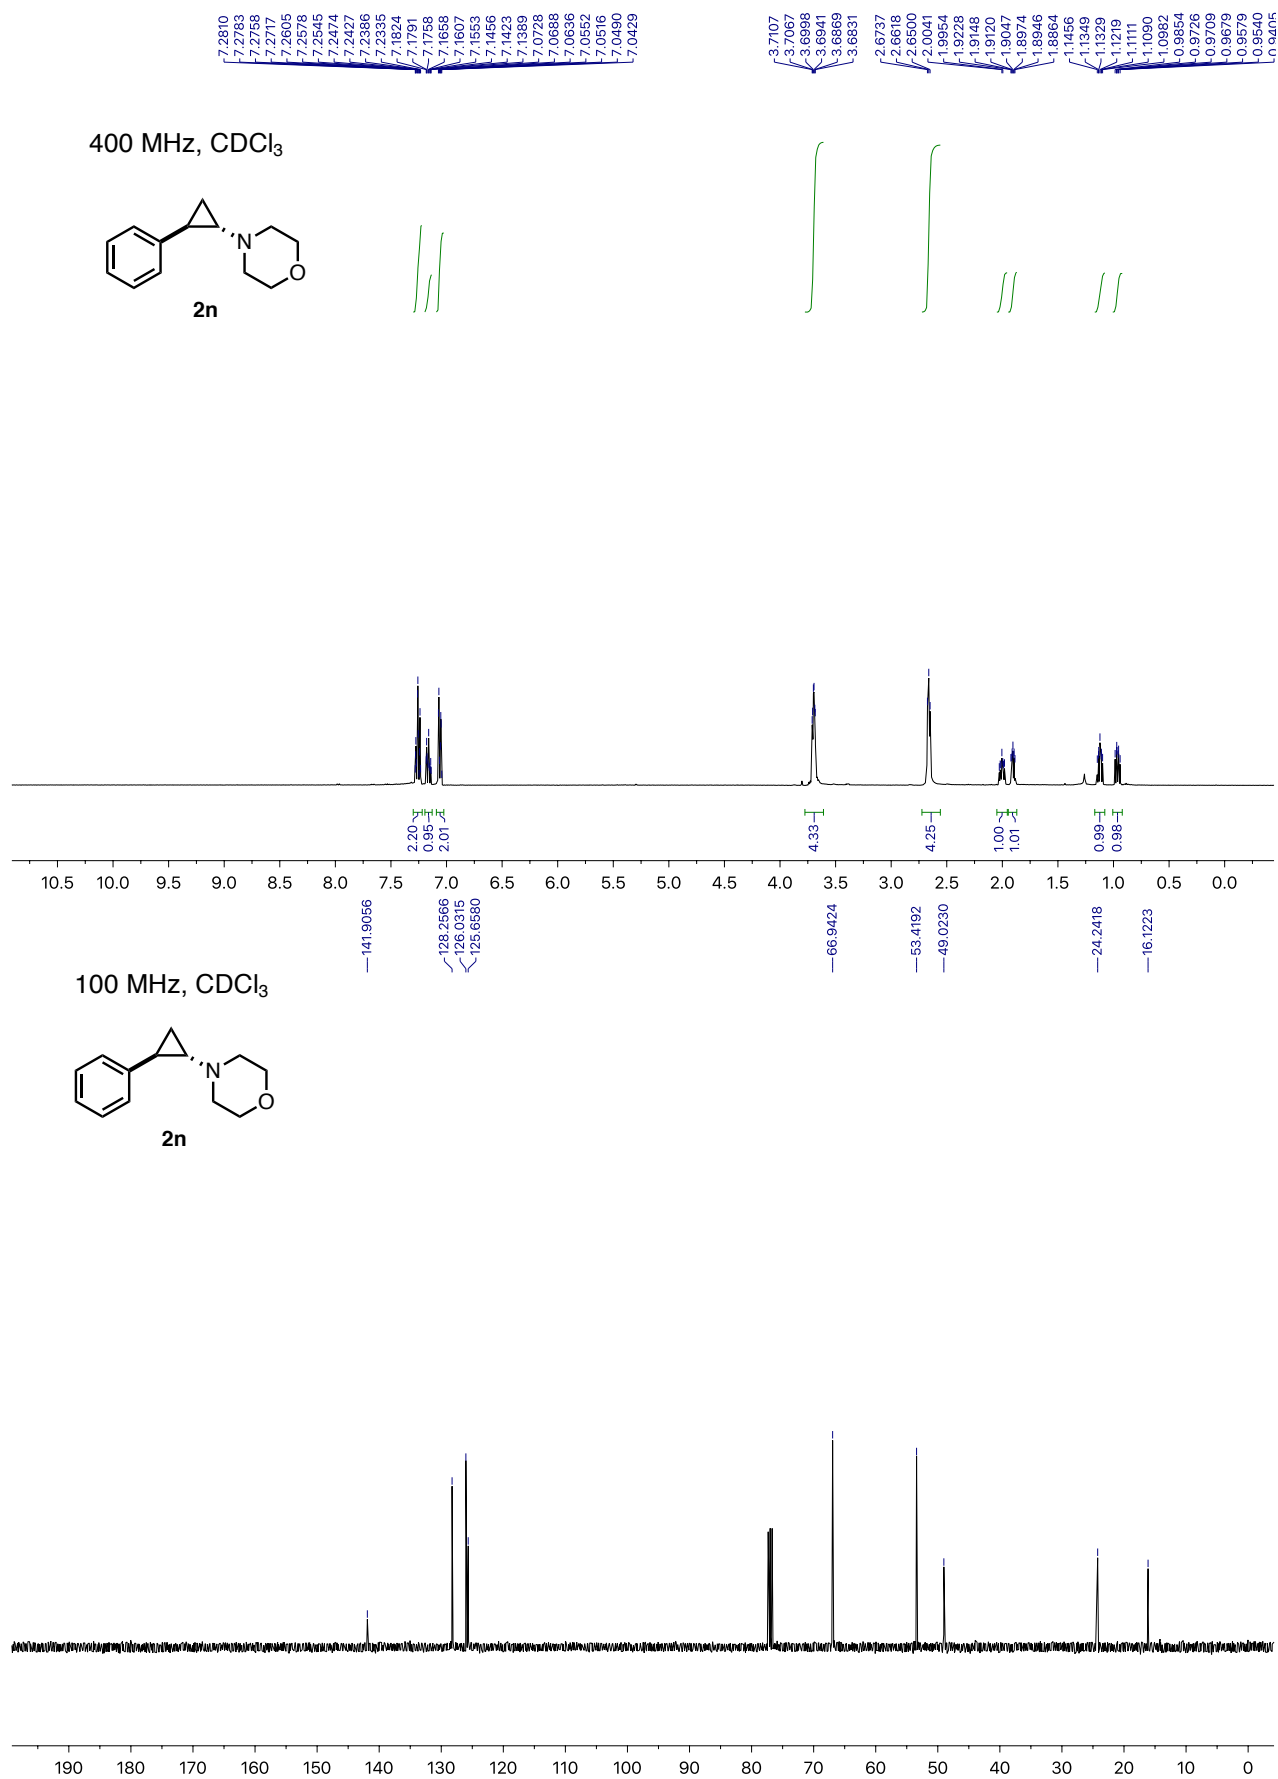 7.2810 7.2783 7.2758 7.2717 7.2605 7.2578 7.2545 7.2474 7.2427 7.2386 7.2335 7.1824 7.1791 7.1758 7.1658 7.1607 7.1553 7.1456 7.1423 7.1389 7.0728 7.0688 7.0636 7.0552 7.0516 7.0490 7.0429
3.7107 3.7067 3.6998 3.6941 3.6869 3.6831
2.6737 2.6618 2.6500 2.0041 1.9954 1.9228 1.9148 1.9120 1.9047 1.8974 1.8946 1.8864
1.1456 1.1349 1.1329 1.1219 1.1111 1.1090 1.0982 0.9854 0.9726 0.9709 0.9679 0.9579 0.9540 0.9405
400 MHz, CDCl₃
N
O
2n
2.20 0.95 2.01 4.33 4.25 1.00 1.01 0.99 0.98
10.5 10.0 9.5 9.0 8.5 8.0 7.5 7.0 6.5 6.0 5.5 5.0 4.5 4.0 3.5 3.0 2.5 2.0 1.5 1.0 0.5 0.0
141.9056 128.2566 126.0315 125.6580 66.9424 53.4192 49.0230 24.2418 16.1223
100 MHz, CDCl₃
N
O
2n
190 180 170 160 150 140 130 120 110 100 90 80 70 60 50 40 30 20 10 0